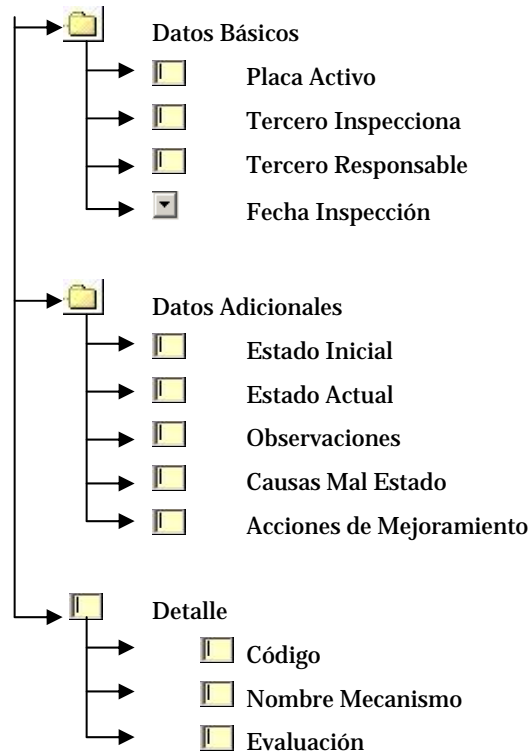 Datos Básicos
Placa Activo
Tercero Inspecciona
Tercero Responsable
Fecha Inspección
Datos Adicionales
Estado Inicial
Estado Actual
Observaciones
Causas Mal Estado
Acciones de Mejoramiento
Detalle
Código
Nombre Mecanismo
Evaluación